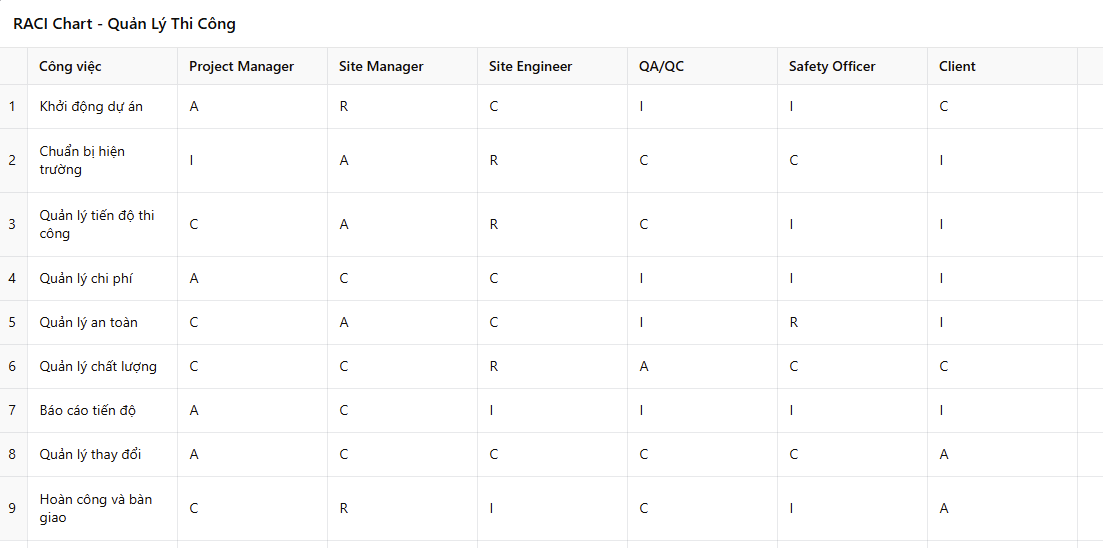 RACI Chart - Quản Lý Thi Công
Công việc Project Manager Site Manager Site Engineer QA/QC Safety Officer Client
1 Khởi động dự án A R C I I C
2 Chuẩn bị hiện
trường I A R C C I
3 Quản lý tiến độ thi
công C A R C I I
4 Quản lý chi phí A C C I I I
5 Quản lý an toàn C A C I R I
6 Quản lý chất lượng C C R A C C
7 Báo cáo tiến độ A C I I I I
8 Quản lý thay đổi A C C C C A
9 Hoàn công và bàn
giao C R I C I A